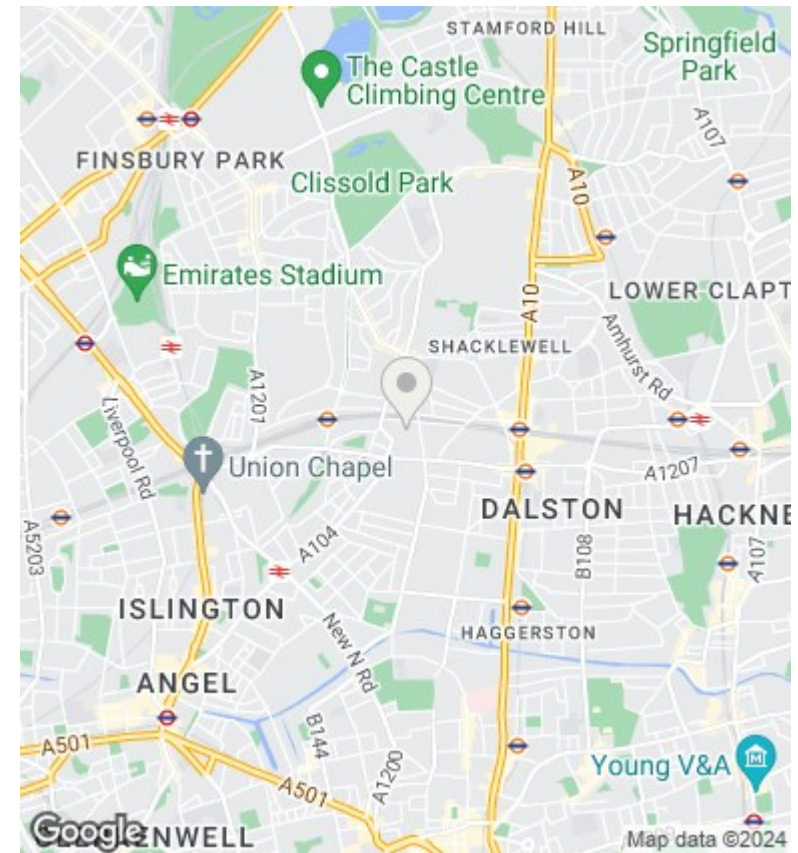 STAMFORD HILL
Springfield
Park
The Castle
Climbing Centre
A107
FINSBURY PARK
Clissold Park
A10
Emirates Stadium
A10
LOWER CLAPT
SHACKLEWELL
Amhurst Rd
A1207
Liverpool Rd
Union Chapel
A1207
A5203
DALSTON
HACKNE
A104
B108
A107
ISLINGTON
New N Rd
HAGGERSTON
ANGEL
A501
B144
A1200
Young V&A
A501
Google
Map data ©2024